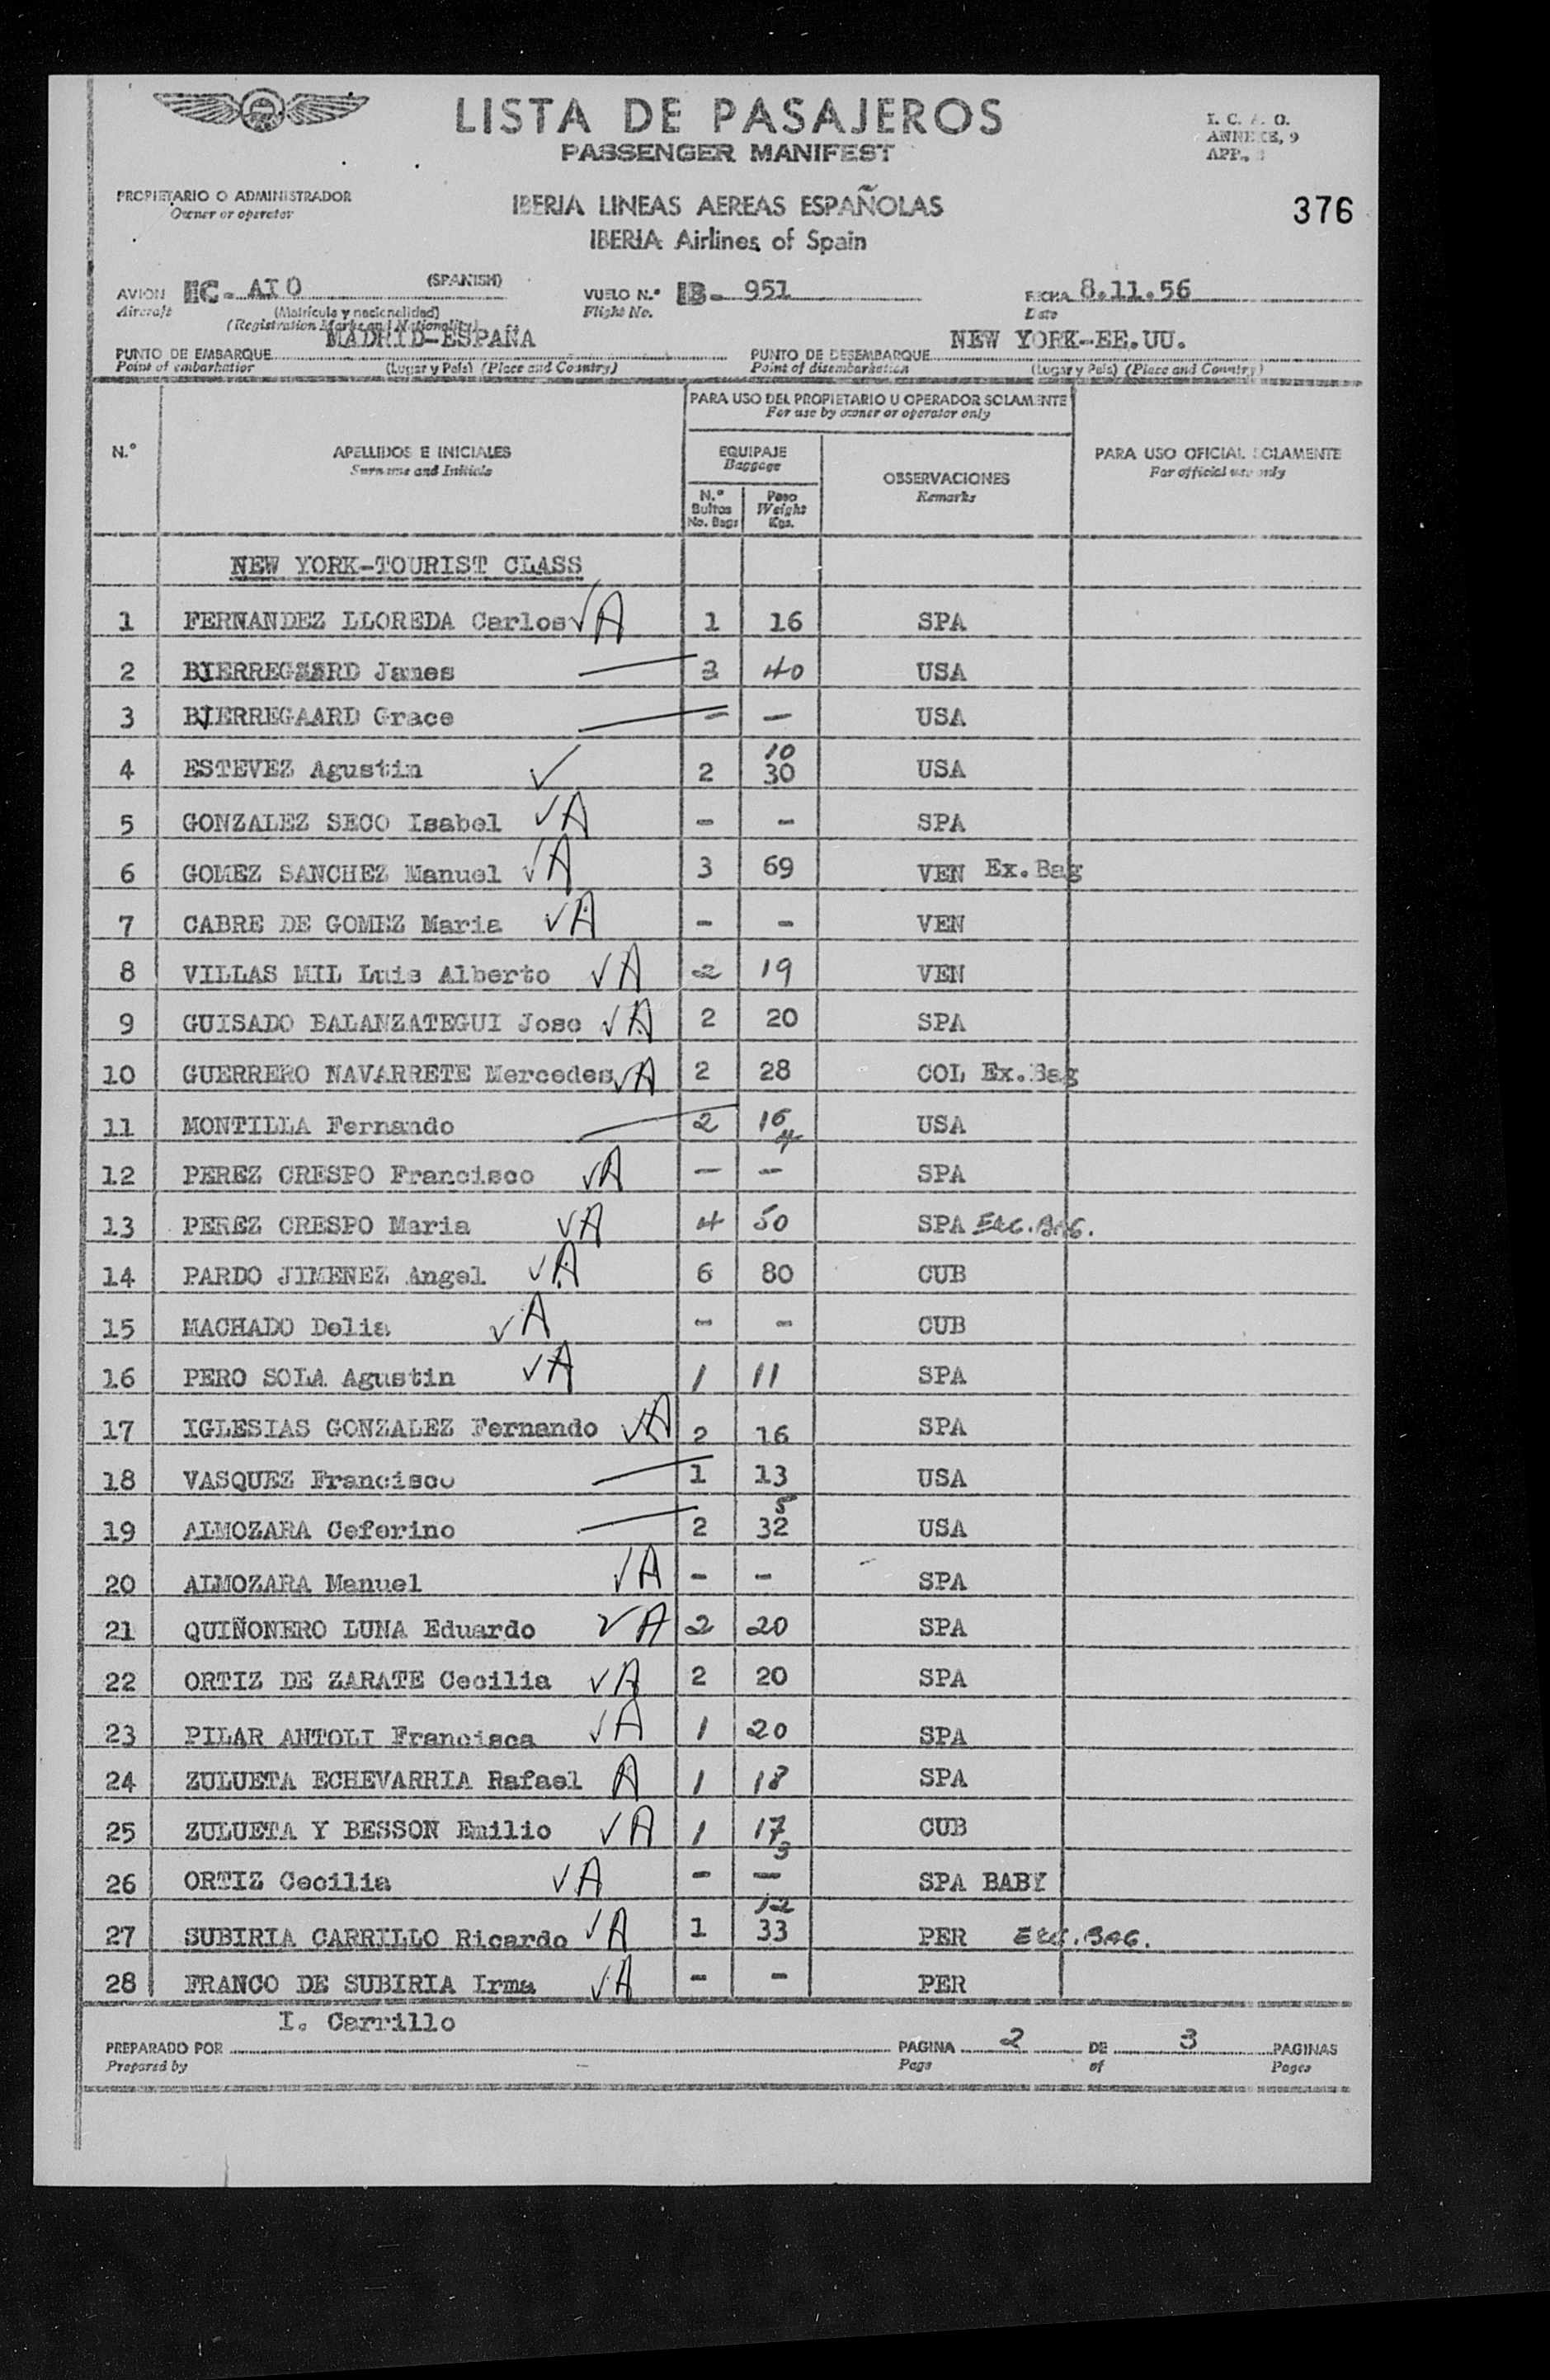 LISTA DE PASAJEROS
PASSENGER MANIFEST
I. C. A. O.
ANNEXE, 9
APP.,
PROPIETARIO O ADMINISTRADOR
Owner or operator
IBERIA LINEAS AEREAS ESPAÑOLAS
IBERIA Airlines of Spain
376
AVION EC- AIO (SPANISH) VUELO N.º IB- 951 FECHA 8.11.56
Aircraft (Matrícula y nacionalidad) Flight No. Date
(Registration Marks and Nationality)
MADRID-ESPAÑA NEW YORK-EE.UU.
PUNTO DE EMBARQUE PUNTO DE DESEMBARQUE
Point of embarkation (Lugar y País) (Place and Country) Point of disembarkation (Lugar y País) (Place and Country)
PARA USO DEL PROPIETARIO U OPERADOR SOLAMENTE
For use by owner or operator only
N.º APELLIDOS E INICIALES EQUIPAJE PARA USO OFICIAL SOLAMENTE
Surname and Initials Baggage For official use only
OBSERVACIONES
Remarks
N.º Bultos No. Bags Peso Weight Kgs.
NEW YORK-TOURIST CLASS
1 FERNANDEZ LLOREDA Carlos ✓A 1 16 SPA
2 BJERREGAARD James 3 40 USA
3 BJERREGAARD Grace - - USA
10
4 ESTEVEZ Agustin ✓ 2 30 USA
5 GONZALEZ SECO Isabel ✓A - - SPA
6 GOMEZ SANCHEZ Manuel ✓A 3 69 VEN Ex.Bag
7 CABRE DE GOMEZ Maria ✓A - - VEN
8 VILLAS MIL Luis Alberto ✓A 2 19 VEN
9 GUISADO BALANZATEGUI Jose ✓A 2 20 SPA
10 GUERRERO NAVARRETE Mercedes ✓A 2 28 COL Ex.Bag
11 MONTILLA Fernando 2 16 USA
4
12 PEREZ CRESPO Francisco ✓A - - SPA
13 PEREZ CRESPO Maria ✓A 4 50 SPA Exc.BAG.
14 PARDO JIMENEZ Angel ✓A 6 80 CUB
15 MACHADO Delia ✓A - - CUB
16 PERO SOLA Agustin ✓A 1 11 SPA
17 IGLESIAS GONZALEZ Fernando ✓A 2 16 SPA
18 VASQUEZ Francisco 1 13 USA
5
19 ALMOZARA Ceferino 2 32 USA
20 ALMOZARA Manuel ✓A - - SPA
21 QUIÑONERO LUNA Eduardo ✓A 2 20 SPA
22 ORTIZ DE ZARATE Cecilia ✓A 2 20 SPA
23 PILAR ANTOLI Francisca ✓A 1 20 SPA
24 ZULUETA ECHEVARRIA Rafael A 1 18 SPA
25 ZULUETA Y BESSON Emilio ✓A 1 17 CUB
3
26 ORTIZ Cecilia ✓A - - SPA BABY
12
27 SUBIRIA CARRILLO Ricardo ✓A 1 33 PER Exc.BAG.
28 FRANCO DE SUBIRIA Irma ✓A - - PER
I. Carrillo
PREPARADO POR PAGINA 2 DE 3 PAGINAS
Prepared by Page of Pages